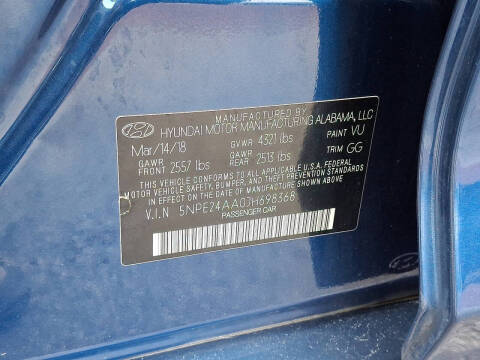 MANUFACTURED BY
HYUNDAI MOTOR MANUFACTURING ALABAMA, LLC
Mar/14/18 GVWR 4321 lbs PAINT VU
GAWR FRONT 2557 lbs GAWR REAR 2513 lbs TRIM GG
THIS VEHICLE CONFORMS TO ALL APPLICABLE U.S.A. FEDERAL
MOTOR VEHICLE SAFETY, BUMPER, AND THEFT PREVENTION STANDARDS
IN EFFECT ON THE DATE OF MANUFACTURE SHOWN ABOVE.
V.I.N 5NPE24AA0JH698368
PASSENGER CAR